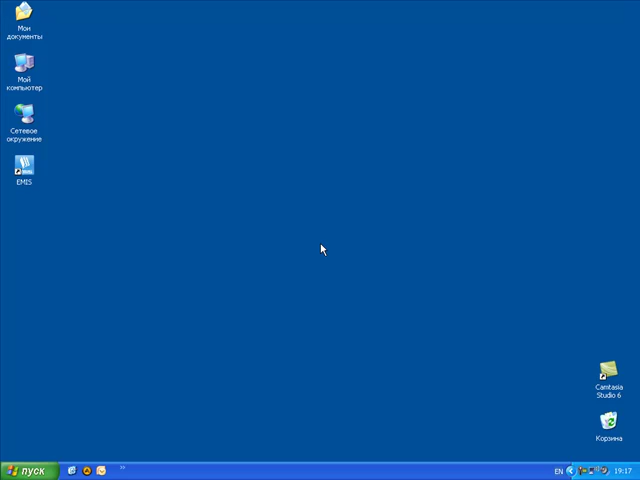 Мои
документы
Мой
компьютер
Сетевое
окружение
EMIS
Camtasia
Studio 6
Корзина
пуск
»
EN
19:17